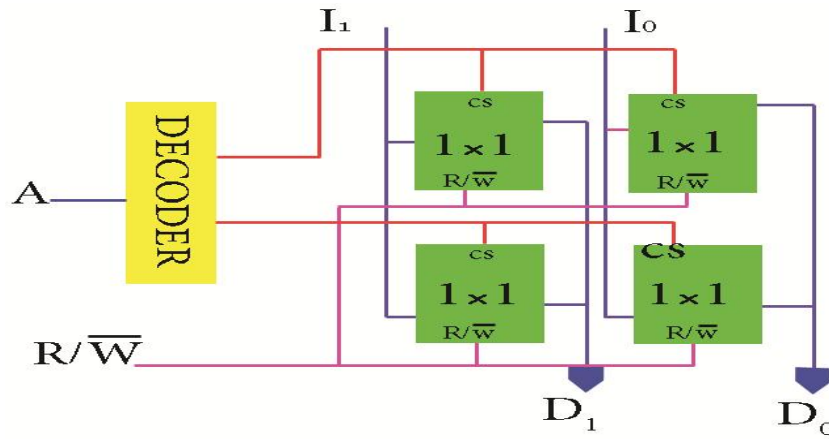 I₁ I₀
CS CS
1 × 1 1 × 1
R/W̅ R/W̅
DECODER
A
CS CS
1 × 1 1 × 1
R/W̅ R/W̅
R/W̅
D₁ D₀